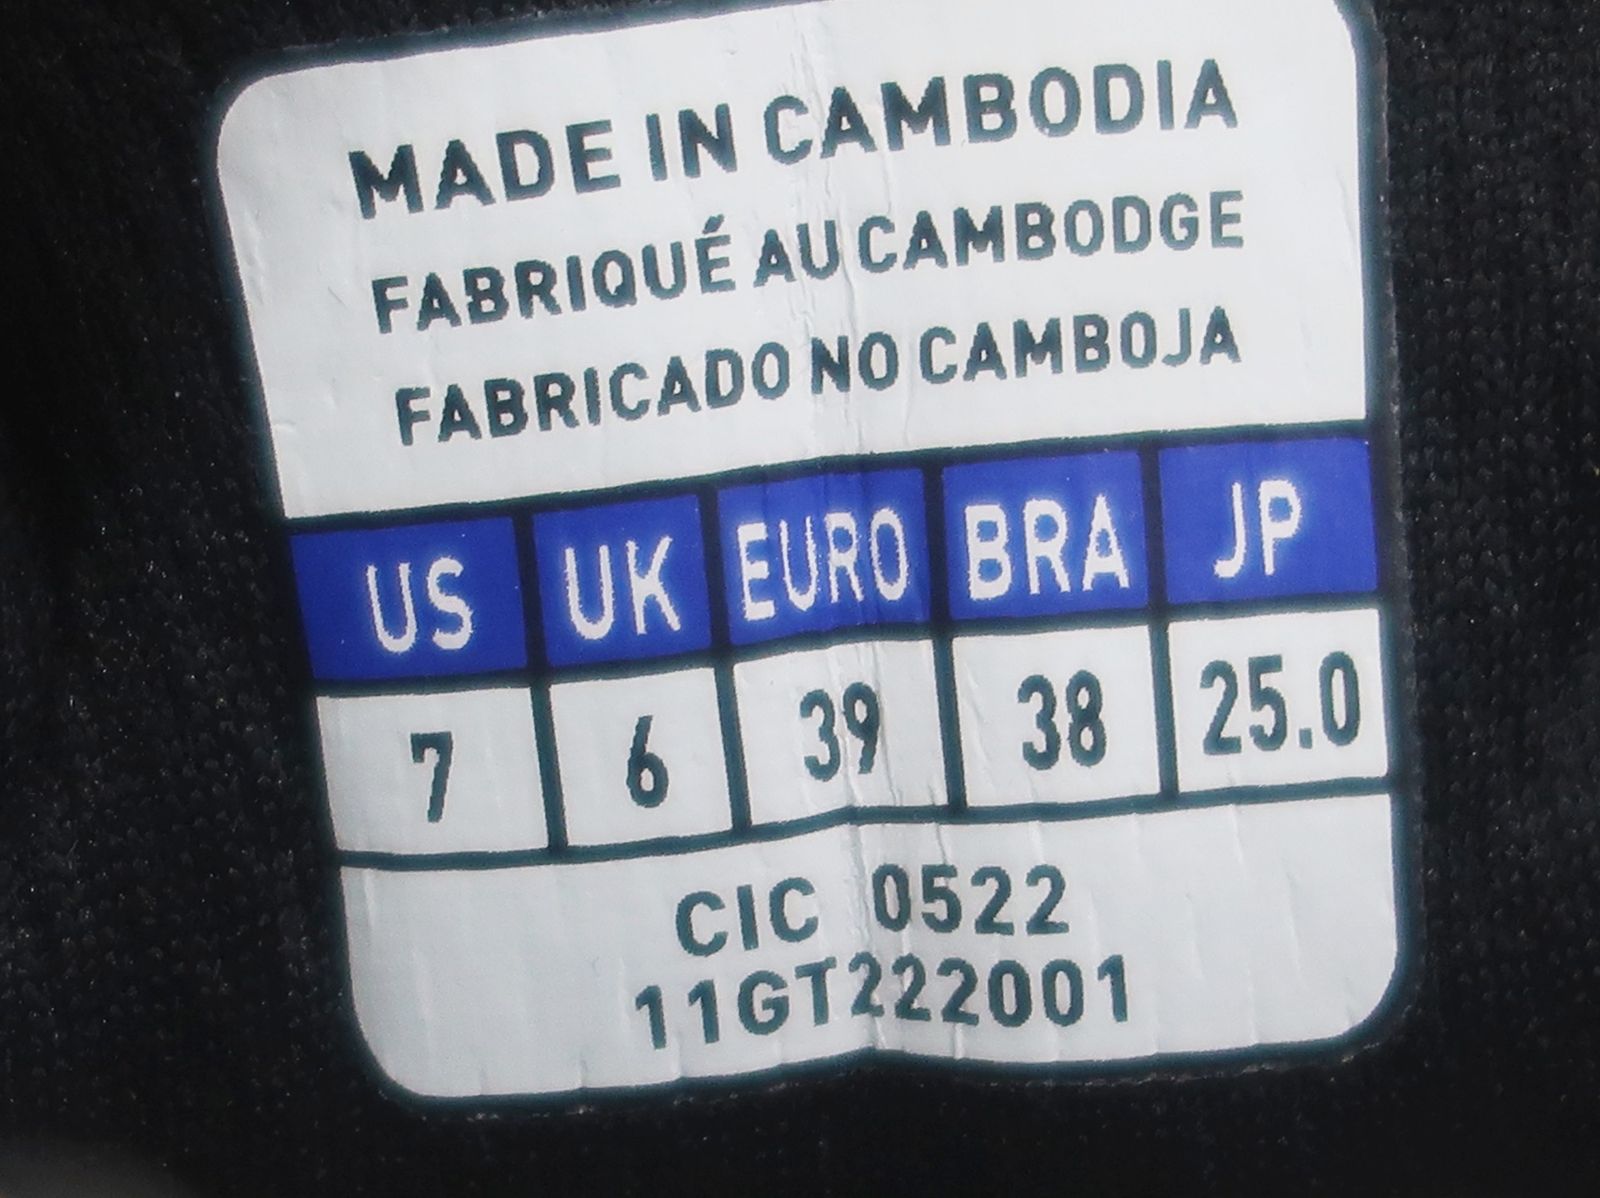 MADE IN CAMBODIA
FABRIQUÉ AU CAMBODGE
FABRICADO NO CAMBOJA
US UK EURO BRA JP
7 6 39 38 25.0
CIC 0522
11GT222001